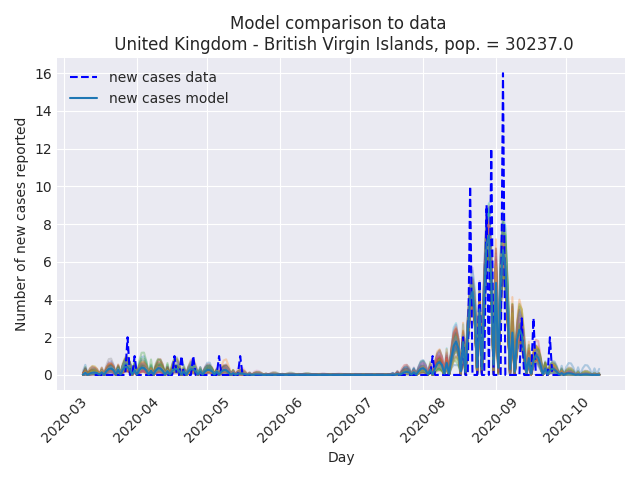 Model comparison to data
United Kingdom - British Virgin Islands, pop. = 30237.0
new cases data
new cases model
Number of new cases reported
16
14
12
10
8
6
4
2
0
2020-03
2020-04
2020-05
2020-06
2020-07
2020-08
2020-09
2020-10
Day